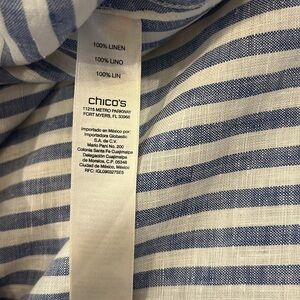 100% LINEN
100% LINO
100% LIN
chico's
11215 METRO PARKWAY
FORT MYERS, FL 33966
Importado en México por:
Importadora Globastic
S.A. de C.V.
Mario Pani No. 200
Colonia Santa Fe Cuajimalpa
Delegación Cuajimalpa
de Morelos, C.P. 05348
Ciudad de México, México